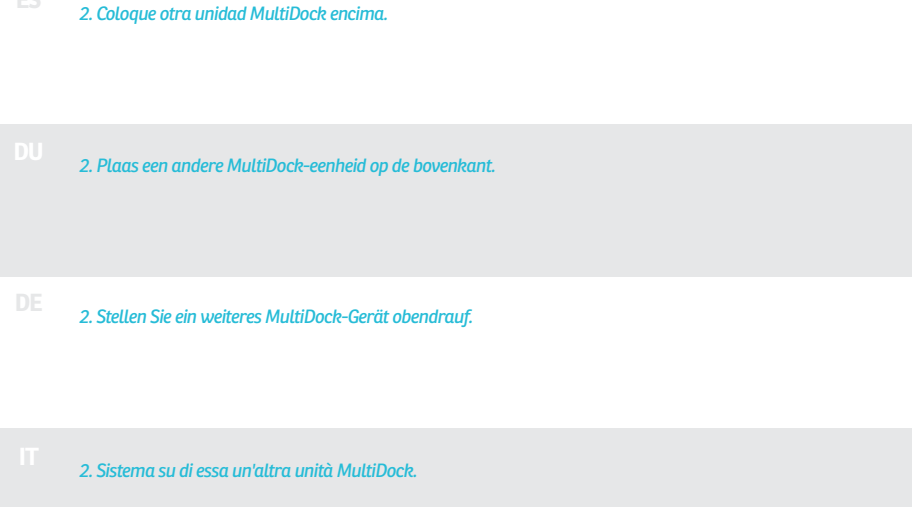 ES
2. Coloque otra unidad MultiDock encima.
DU
2. Plaas een andere MultiDock-eenheid op de bovenkant.
DE
2. Stellen Sie ein weiteres MultiDock-Gerät obendrauf.
IT
2. Sistema su di essa un'altra unità MultiDock.